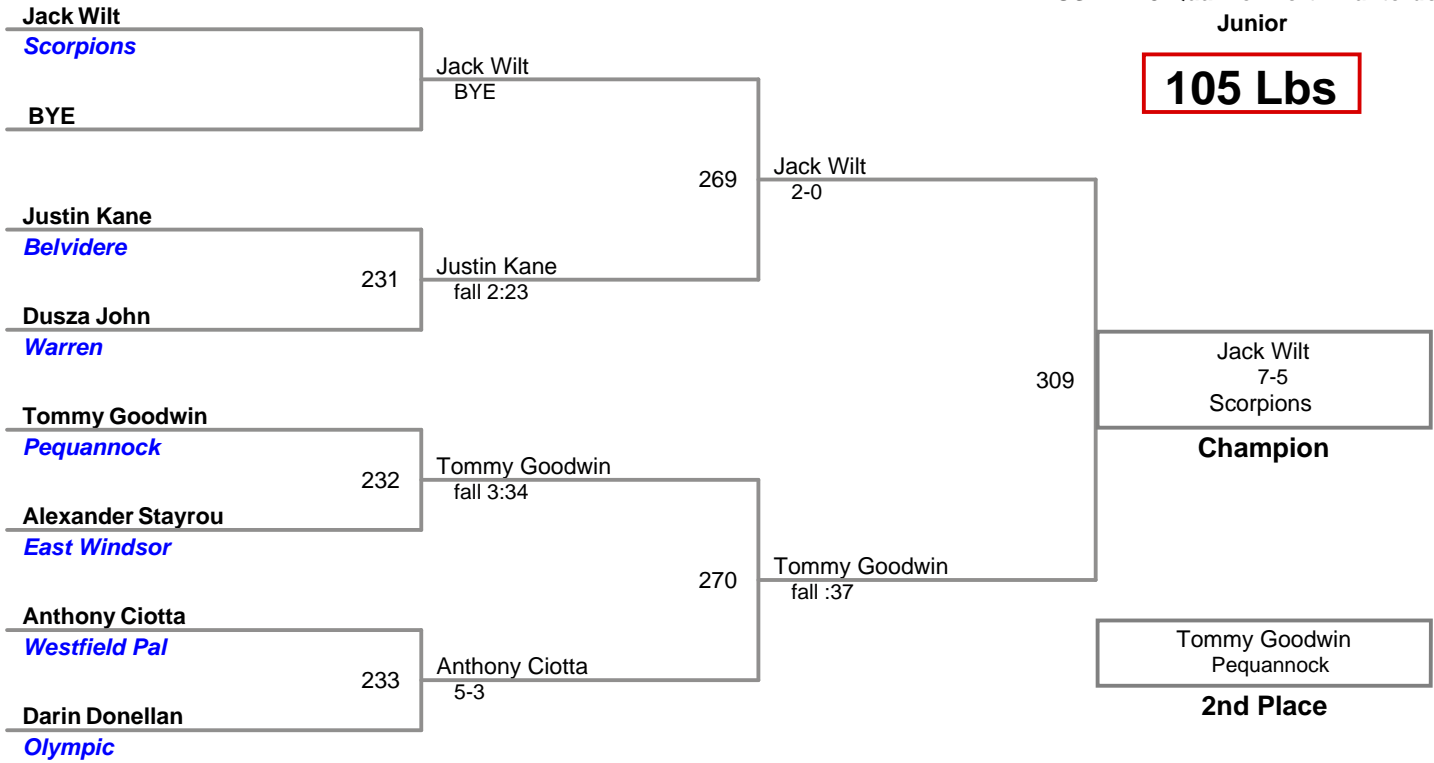 Junior
105 Lbs
Jack Wilt
Scorpions
BYE
Justin Kane
Belvidere
Dusza John
Warren
Tommy Goodwin
Pequannock
Alexander Stayrou
East Windsor
Anthony Ciotta
Westfield Pal
Darin Donellan
Olympic
231
232
233
Jack Wilt
BYE
Justin Kane
fall 2:23
Tommy Goodwin
fall 3:34
Anthony Ciotta
5-3
269
270
Jack Wilt
2-0
Tommy Goodwin
fall :37
309
Jack Wilt
7-5
Scorpions
Champion
Tommy Goodwin
Pequannock
2nd Place